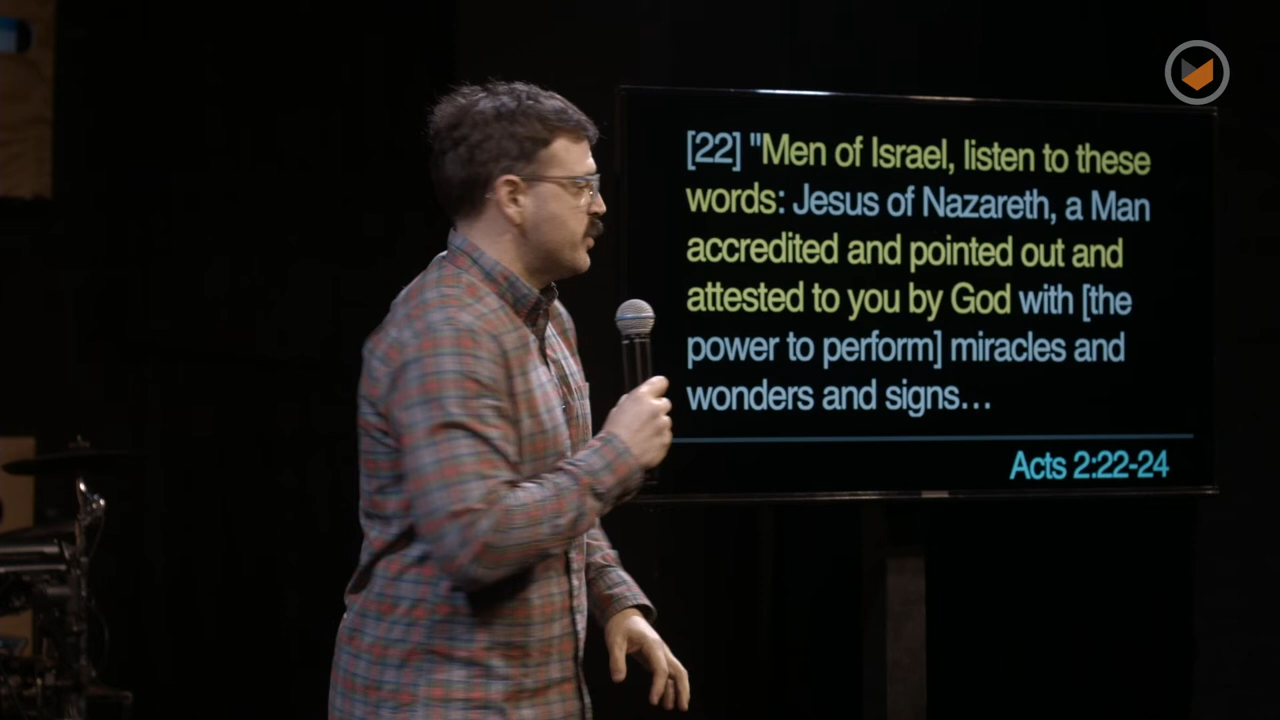 [22] "Men of Israel, listen to these
words: Jesus of Nazareth, a Man
accredited and pointed out and
attested to you by God with [the
power to perform] miracles and
wonders and signs…
Acts 2:22-24